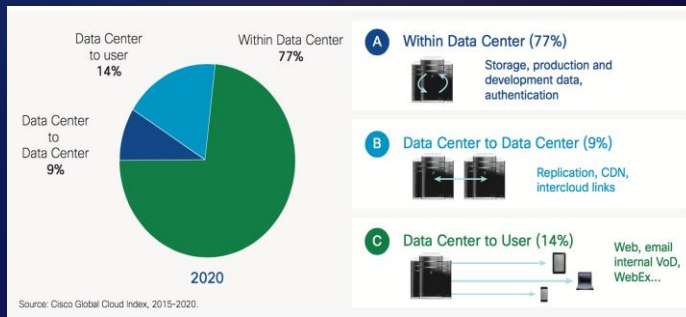 Data Center
to user
14%
Within Data Center
77%
Data Center
to
Data Center
9%
2020
Source: Cisco Global Cloud Index, 2015-2020.
A Within Data Center (77%)
Storage, production and
development data,
authentication
B Data Center to Data Center (9%)
Replication, CDN,
intercloud links
C Data Center to User (14%)
Web, email
internal VoD,
WebEx...